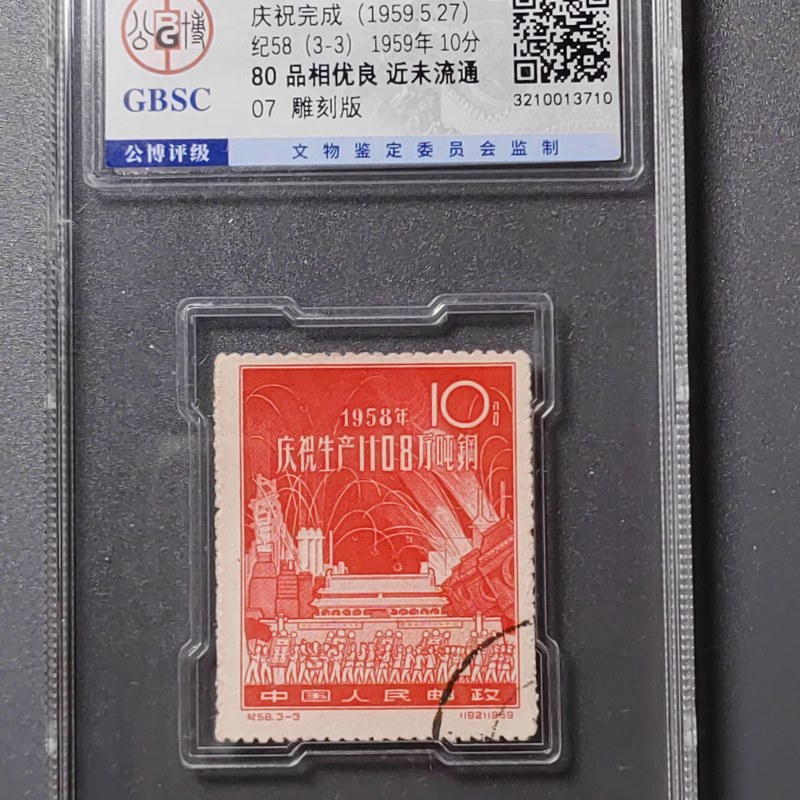 公博
BG
庆祝完成（1959.5.27）
纪58（3-3） 1959年 10分
80 品相优良 近未流通
07 雕刻版
GBSC
3210013710
公博评级
文物鉴定委员会监制
10分
1958年
庆祝生产1108万吨鋼
中国人民邮政
纪58.3-3
(192)1959